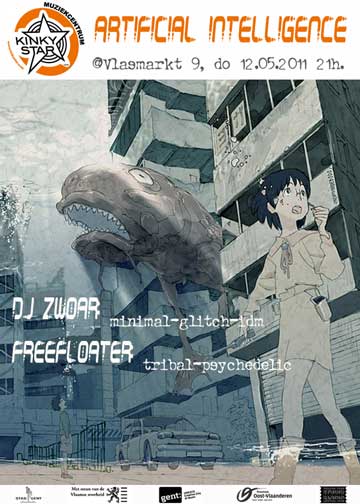 MUZIEKCENTRUM
KINKY
STAR
ARTIFICIAL INTELLIGENCE
@Vlasmarkt 9, do 12.05.2011 21h.
DJ ZWOAR
minimal-glitch-idm
FREEFLOATER
tribal-psychedelic
Met steun van de
Vlaamse overheid
gent:
Oost-Vlaanderen